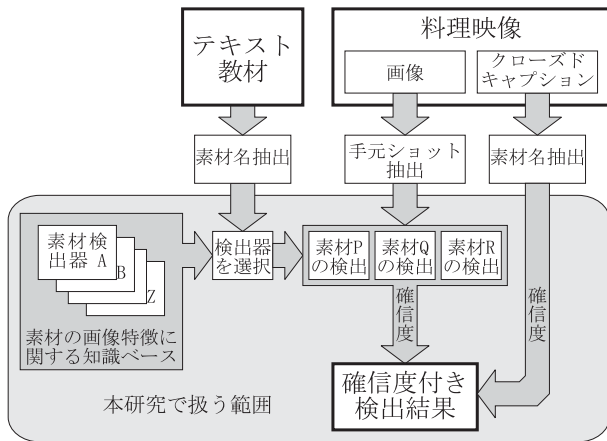 テキスト
教材
料理映像
画像
クローズド
キャプション
素材名抽出
手元ショット
抽出
素材名抽出
素材検
出器 A
B
Z
素材の画像特徴に
関する知識ベース
検出器
を選択
素材P
の検出
素材Q
の検出
素材R
の検出
確信度
確信度
確信度付き
検出結果
本研究で扱う範囲